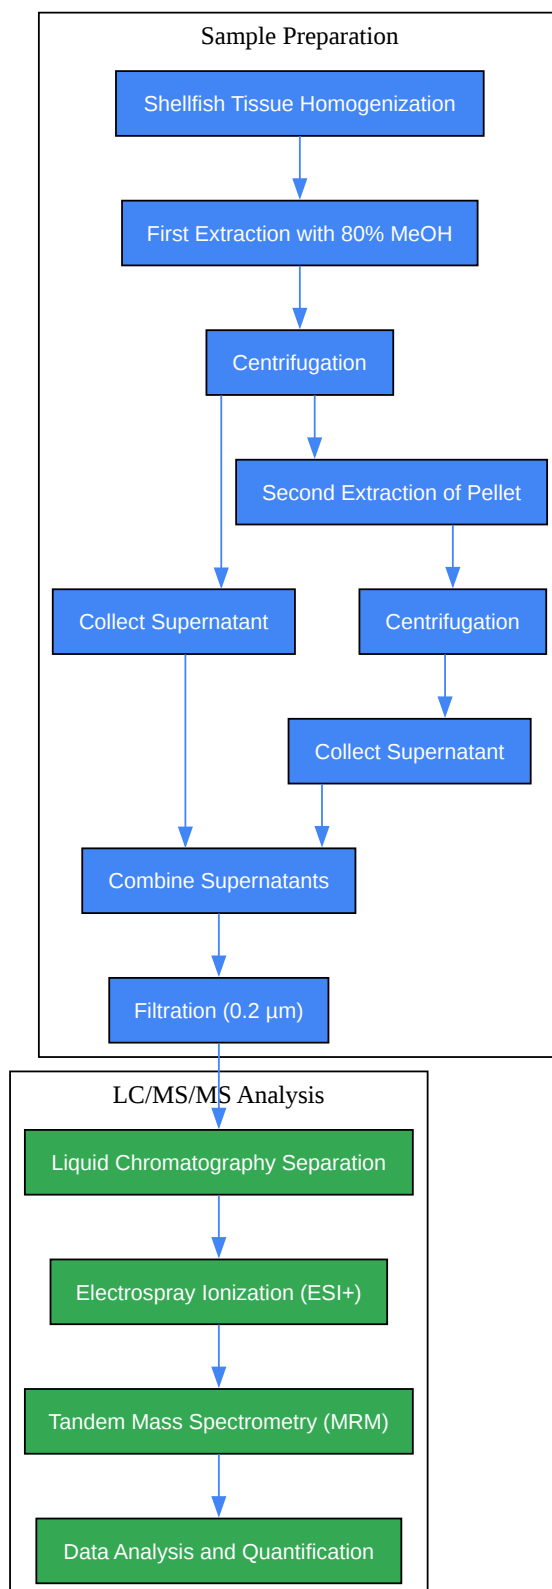 Sample Preparation
Shellfish Tissue Homogenization
First Extraction with 80% MeOH
Centrifugation
Second Extraction of Pellet
Collect Supernatant
Centrifugation
Collect Supernatant
Combine Supernatants
Filtration (0.2 µm)
LC/MS/MS Analysis
Liquid Chromatography Separation
Electrospray Ionization (ESI+)
Tandem Mass Spectrometry (MRM)
Data Analysis and Quantification